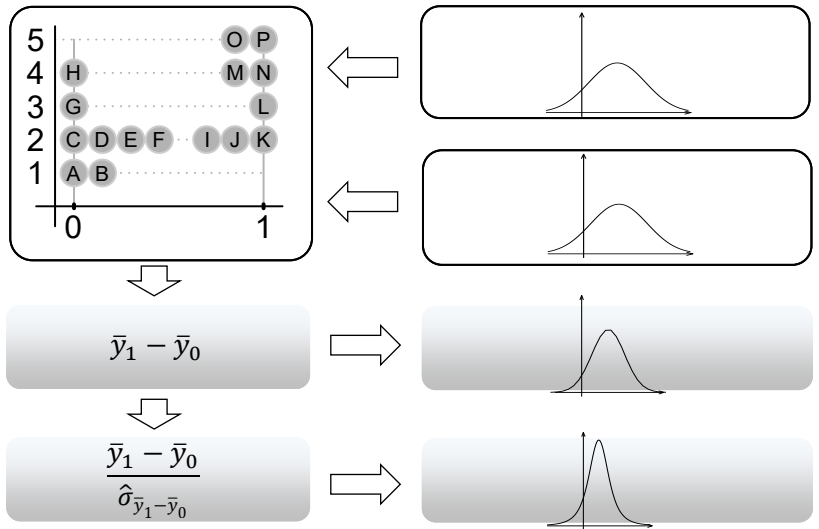 5 O P
4 H M N
3 G L
2 C D E F I J K
1 A B
0 1
ȳ₁ − ȳ₀
ȳ₁ − ȳ₀
σ̂ȳ₁−ȳ₀